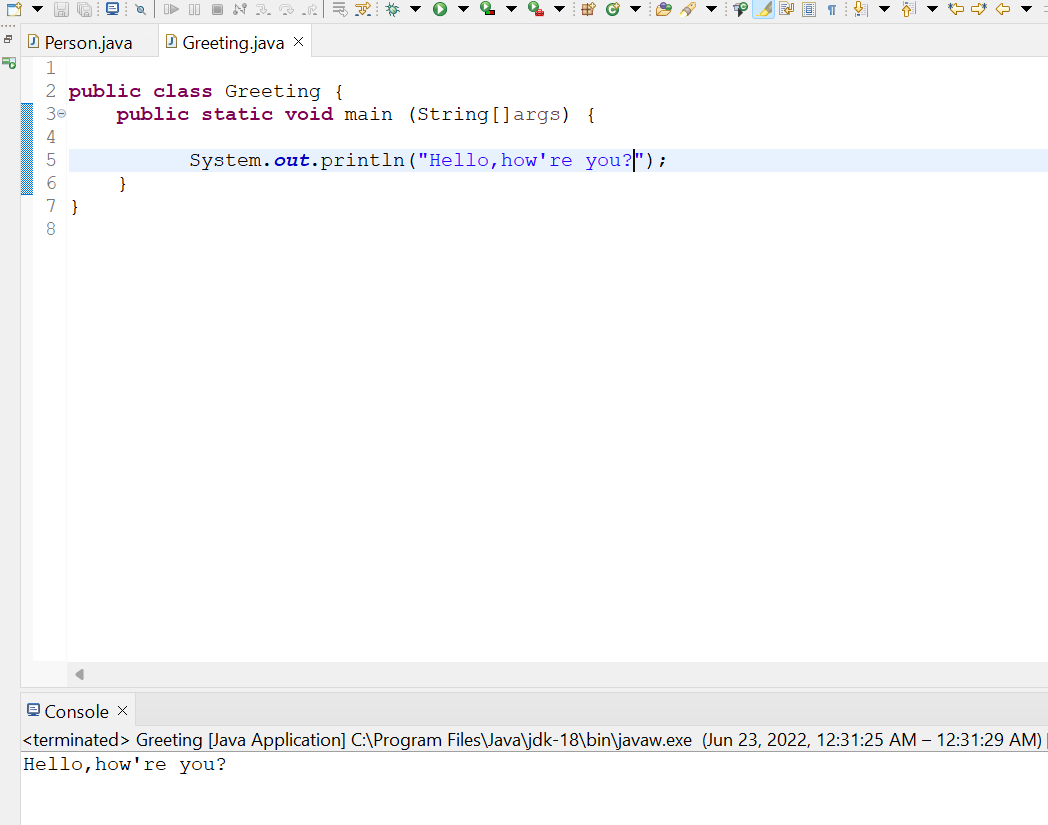 Person.java Greeting.java
1
2 public class Greeting {
3 public static void main (String[]args) {
4
5 System.out.println("Hello,how're you?");
6 }
7 }
8
Console
<terminated> Greeting [Java Application] C:\Program Files\Java\jdk-18\bin\javaw.exe (Jun 23, 2022, 12:31:25 AM – 12:31:29 AM)
Hello,how're you?